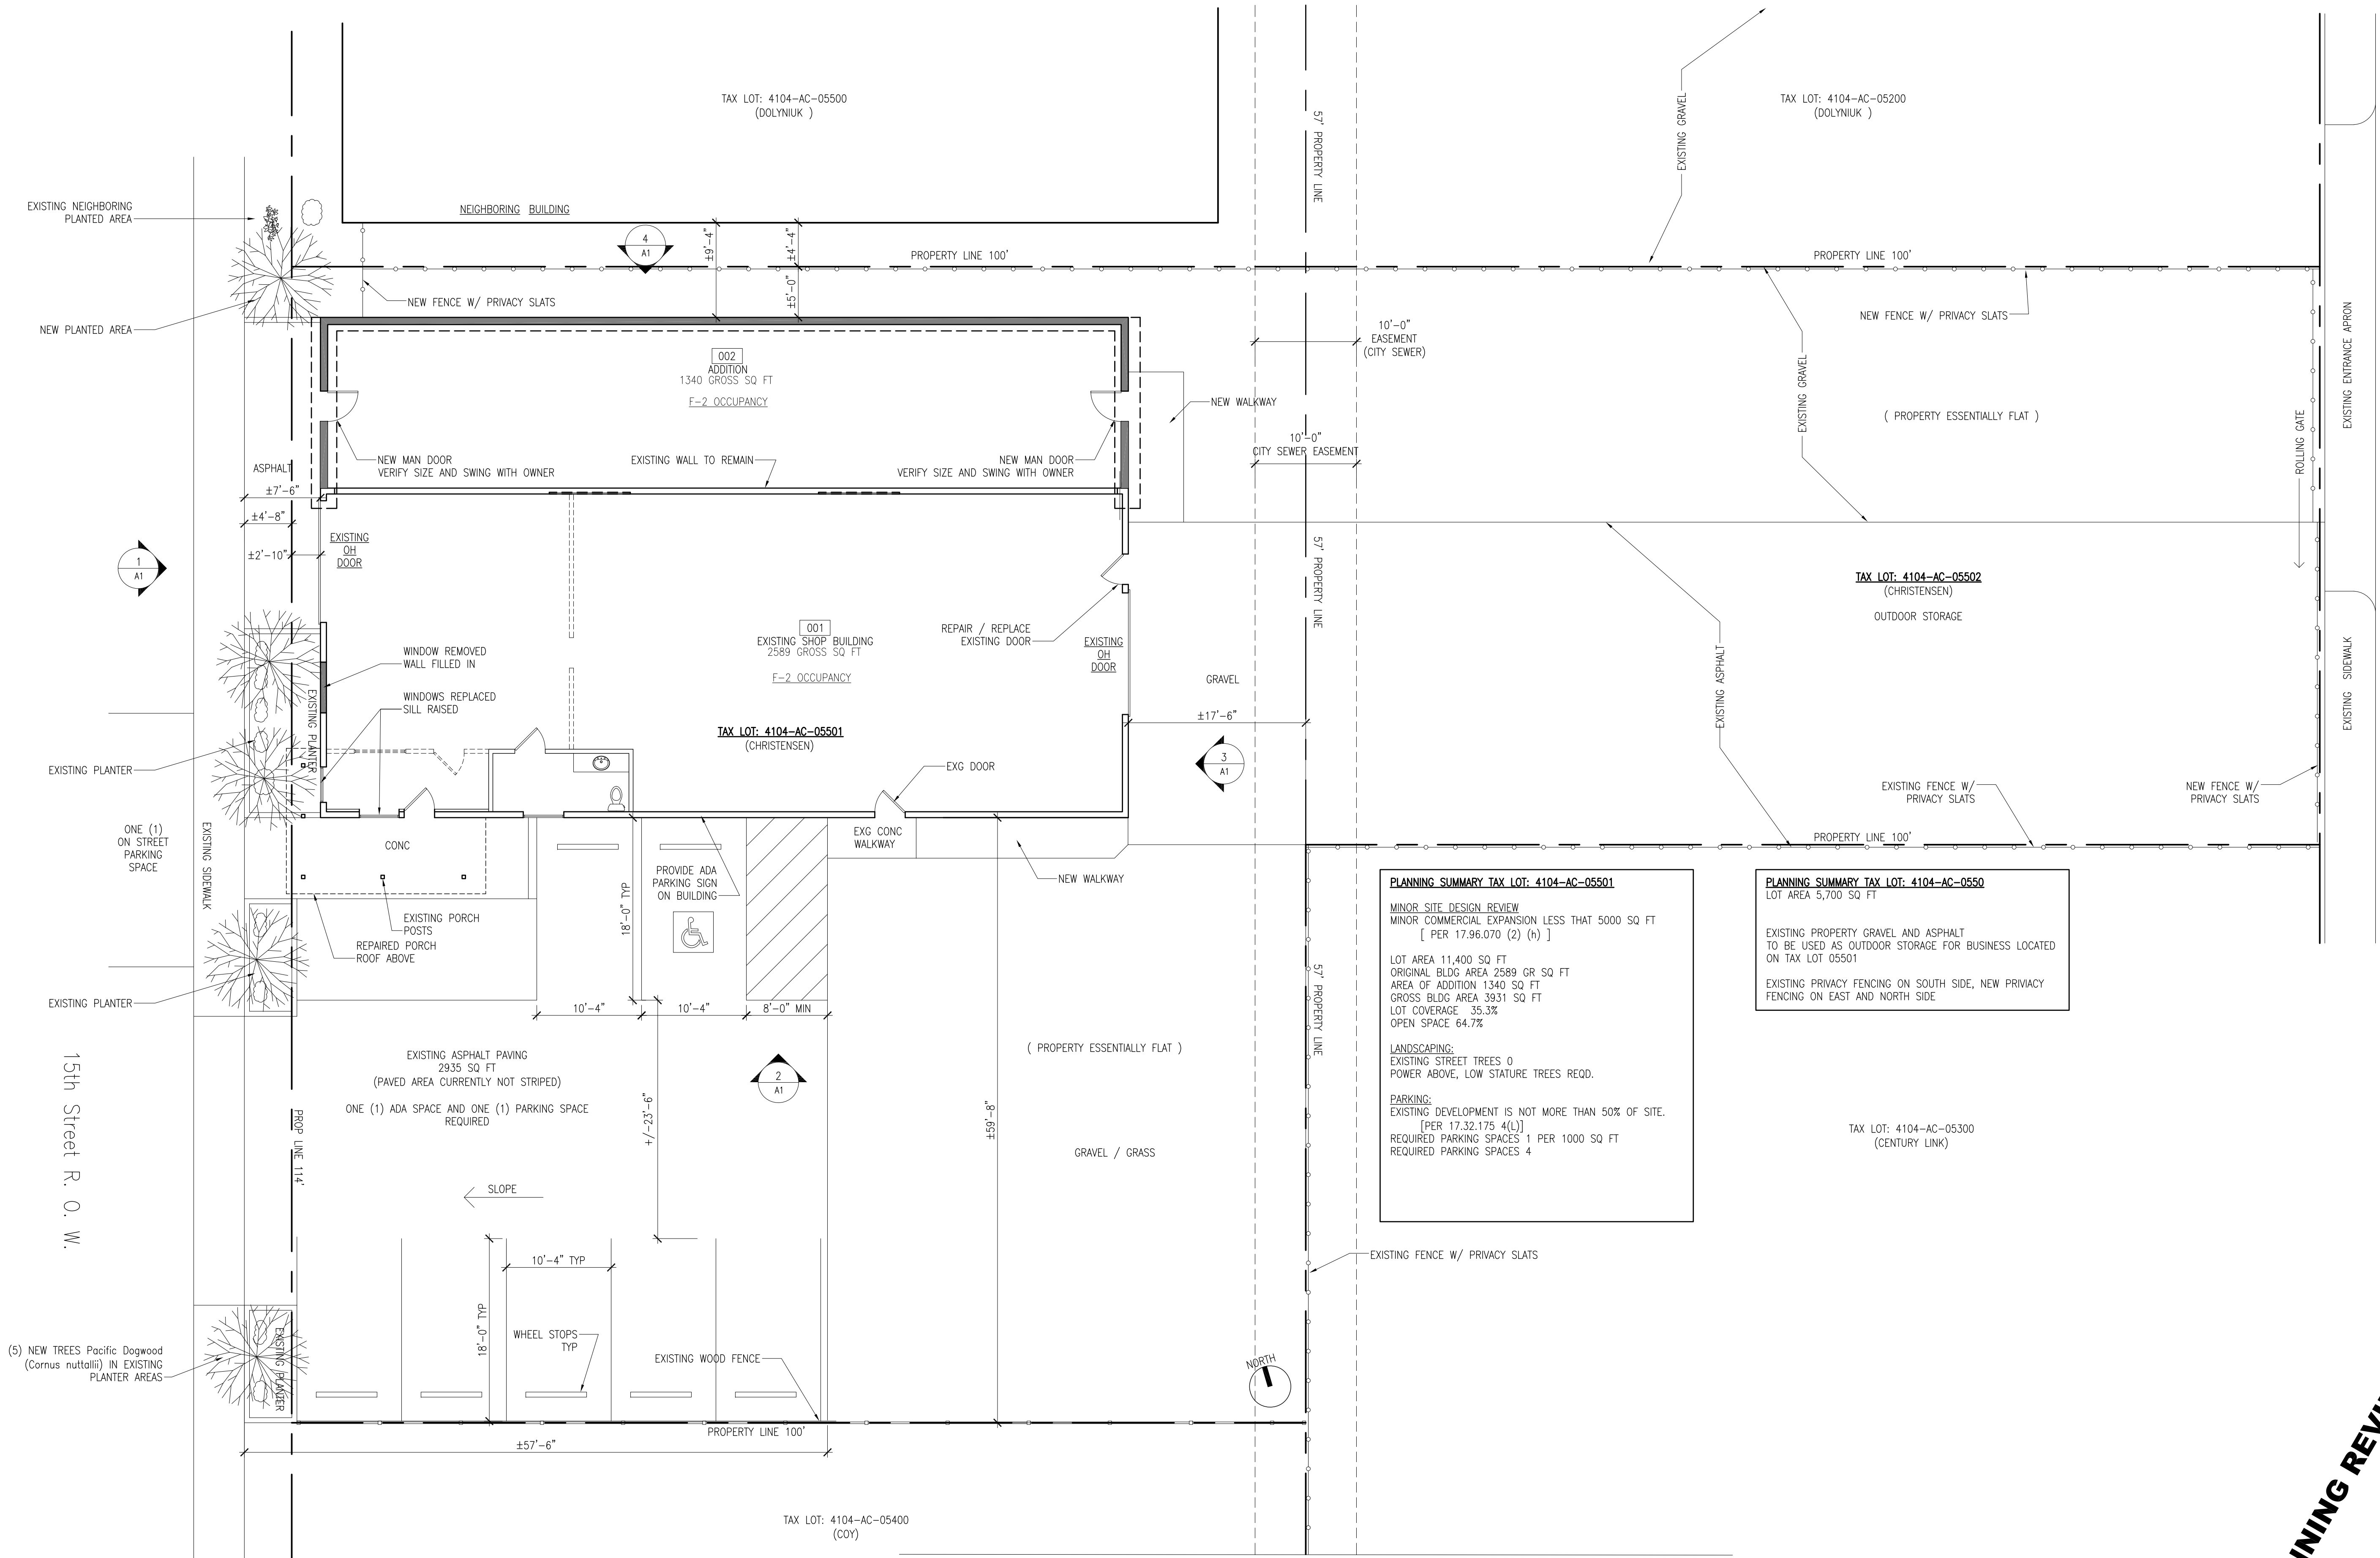 TAX LOT: 4104-AC-05500
(DOLYNIUK )
TAX LOT: 4104-AC-05200
(DOLYNIUK )
57' PROPERTY LINE
EXISTING GRAVEL
EXISTING NEIGHBORING
PLANTED AREA
NEIGHBORING BUILDING
4
A1
±9'-4"
±4'-4"
±5'-0"
PROPERTY LINE 100'
PROPERTY LINE 100'
NEW FENCE W/ PRIVACY SLATS
NEW PLANTED AREA
NEW FENCE W/ PRIVACY SLATS
10'-0"
EASEMENT
(CITY SEWER)
EXISTING ENTRANCE APRON
002
ADDITION
1340 GROSS SQ FT
F-2 OCCUPANCY
NEW WALKWAY
EXISTING GRAVEL
( PROPERTY ESSENTIALLY FLAT )
ROLLING GATE
10'-0"
CITY SEWER EASEMENT
ASPHALT
NEW MAN DOOR
VERIFY SIZE AND SWING WITH OWNER
EXISTING WALL TO REMAIN
NEW MAN DOOR
VERIFY SIZE AND SWING WITH OWNER
±7'-6"
±4'-8"
±2'-10"
EXISTING
OH
DOOR
1
A1
57' PROPERTY LINE
TAX LOT: 4104-AC-05502
(CHRISTENSEN)
OUTDOOR STORAGE
001
EXISTING SHOP BUILDING
2589 GROSS SQ FT
F-2 OCCUPANCY
REPAIR / REPLACE
EXISTING DOOR
EXISTING
OH
DOOR
WINDOW REMOVED
WALL FILLED IN
WINDOWS REPLACED
SILL RAISED
EXISTING PLANTER
GRAVEL
EXISTING ASPHALT
EXISTING SIDEWALK
±17'-6"
TAX LOT: 4104-AC-05501
(CHRISTENSEN)
3
A1
EXG DOOR
EXISTING PLANTER
EXISTING FENCE W/
PRIVACY SLATS
NEW FENCE W/
PRIVACY SLATS
ONE (1)
ON STREET
PARKING
SPACE
EXISTING SIDEWALK
CONC
EXG CONC
WALKWAY
PROPERTY LINE 100'
PROVIDE ADA
PARKING SIGN
ON BUILDING
NEW WALKWAY
18'-0" TYP
EXISTING PORCH
POSTS
REPAIRED PORCH
ROOF ABOVE
EXISTING PLANTER
10'-4"
10'-4"
8'-0" MIN
57' PROPERTY LINE
PLANNING SUMMARY TAX LOT: 4104-AC-05501
MINOR SITE DESIGN REVIEW
MINOR COMMERCIAL EXPANSION LESS THAT 5000 SQ FT
[ PER 17.96.070 (2) (h) ]
LOT AREA 11,400 SQ FT
ORIGINAL BLDG AREA 2589 GR SQ FT
AREA OF ADDITION 1340 SQ FT
GROSS BLDG AREA 3931 SQ FT
LOT COVERAGE 35.3%
OPEN SPACE 64.7%
LANDSCAPING:
EXISTING STREET TREES 0
POWER ABOVE, LOW STATURE TREES REQD.
PARKING:
EXISTING DEVELOPMENT IS NOT MORE THAN 50% OF SITE.
[PER 17.32.175 4(L)]
REQUIRED PARKING SPACES 1 PER 1000 SQ FT
REQUIRED PARKING SPACES 4
PLANNING SUMMARY TAX LOT: 4104-AC-0550
LOT AREA 5,700 SQ FT
EXISTING PROPERTY GRAVEL AND ASPHALT
TO BE USED AS OUTDOOR STORAGE FOR BUSINESS LOCATED
ON TAX LOT 05501
EXISTING PRIVACY FENCING ON SOUTH SIDE, NEW PRIVIACY
FENCING ON EAST AND NORTH SIDE
EXISTING ASPHALT PAVING
2935 SQ FT
(PAVED AREA CURRENTLY NOT STRIPED)
ONE (1) ADA SPACE AND ONE (1) PARKING SPACE
REQUIRED
2
A1
( PROPERTY ESSENTIALLY FLAT )
15th Street R. O. W.
PROP LINE 114'
+/-23'-6"
±59'-8"
GRAVEL / GRASS
TAX LOT: 4104-AC-05300
(CENTURY LINK)
SLOPE
EXISTING FENCE W/ PRIVACY SLATS
10'-4" TYP
18'-0" TYP
WHEEL STOPS
TYP
EXISTING WOOD FENCE
NORTH
(5) NEW TREES Pacific Dogwood
(Cornus nuttallii) IN EXISTING
PLANTER AREAS
EXISTING PLANTER
PROPERTY LINE 100'
±57'-6"
TAX LOT: 4104-AC-05400
(COY)